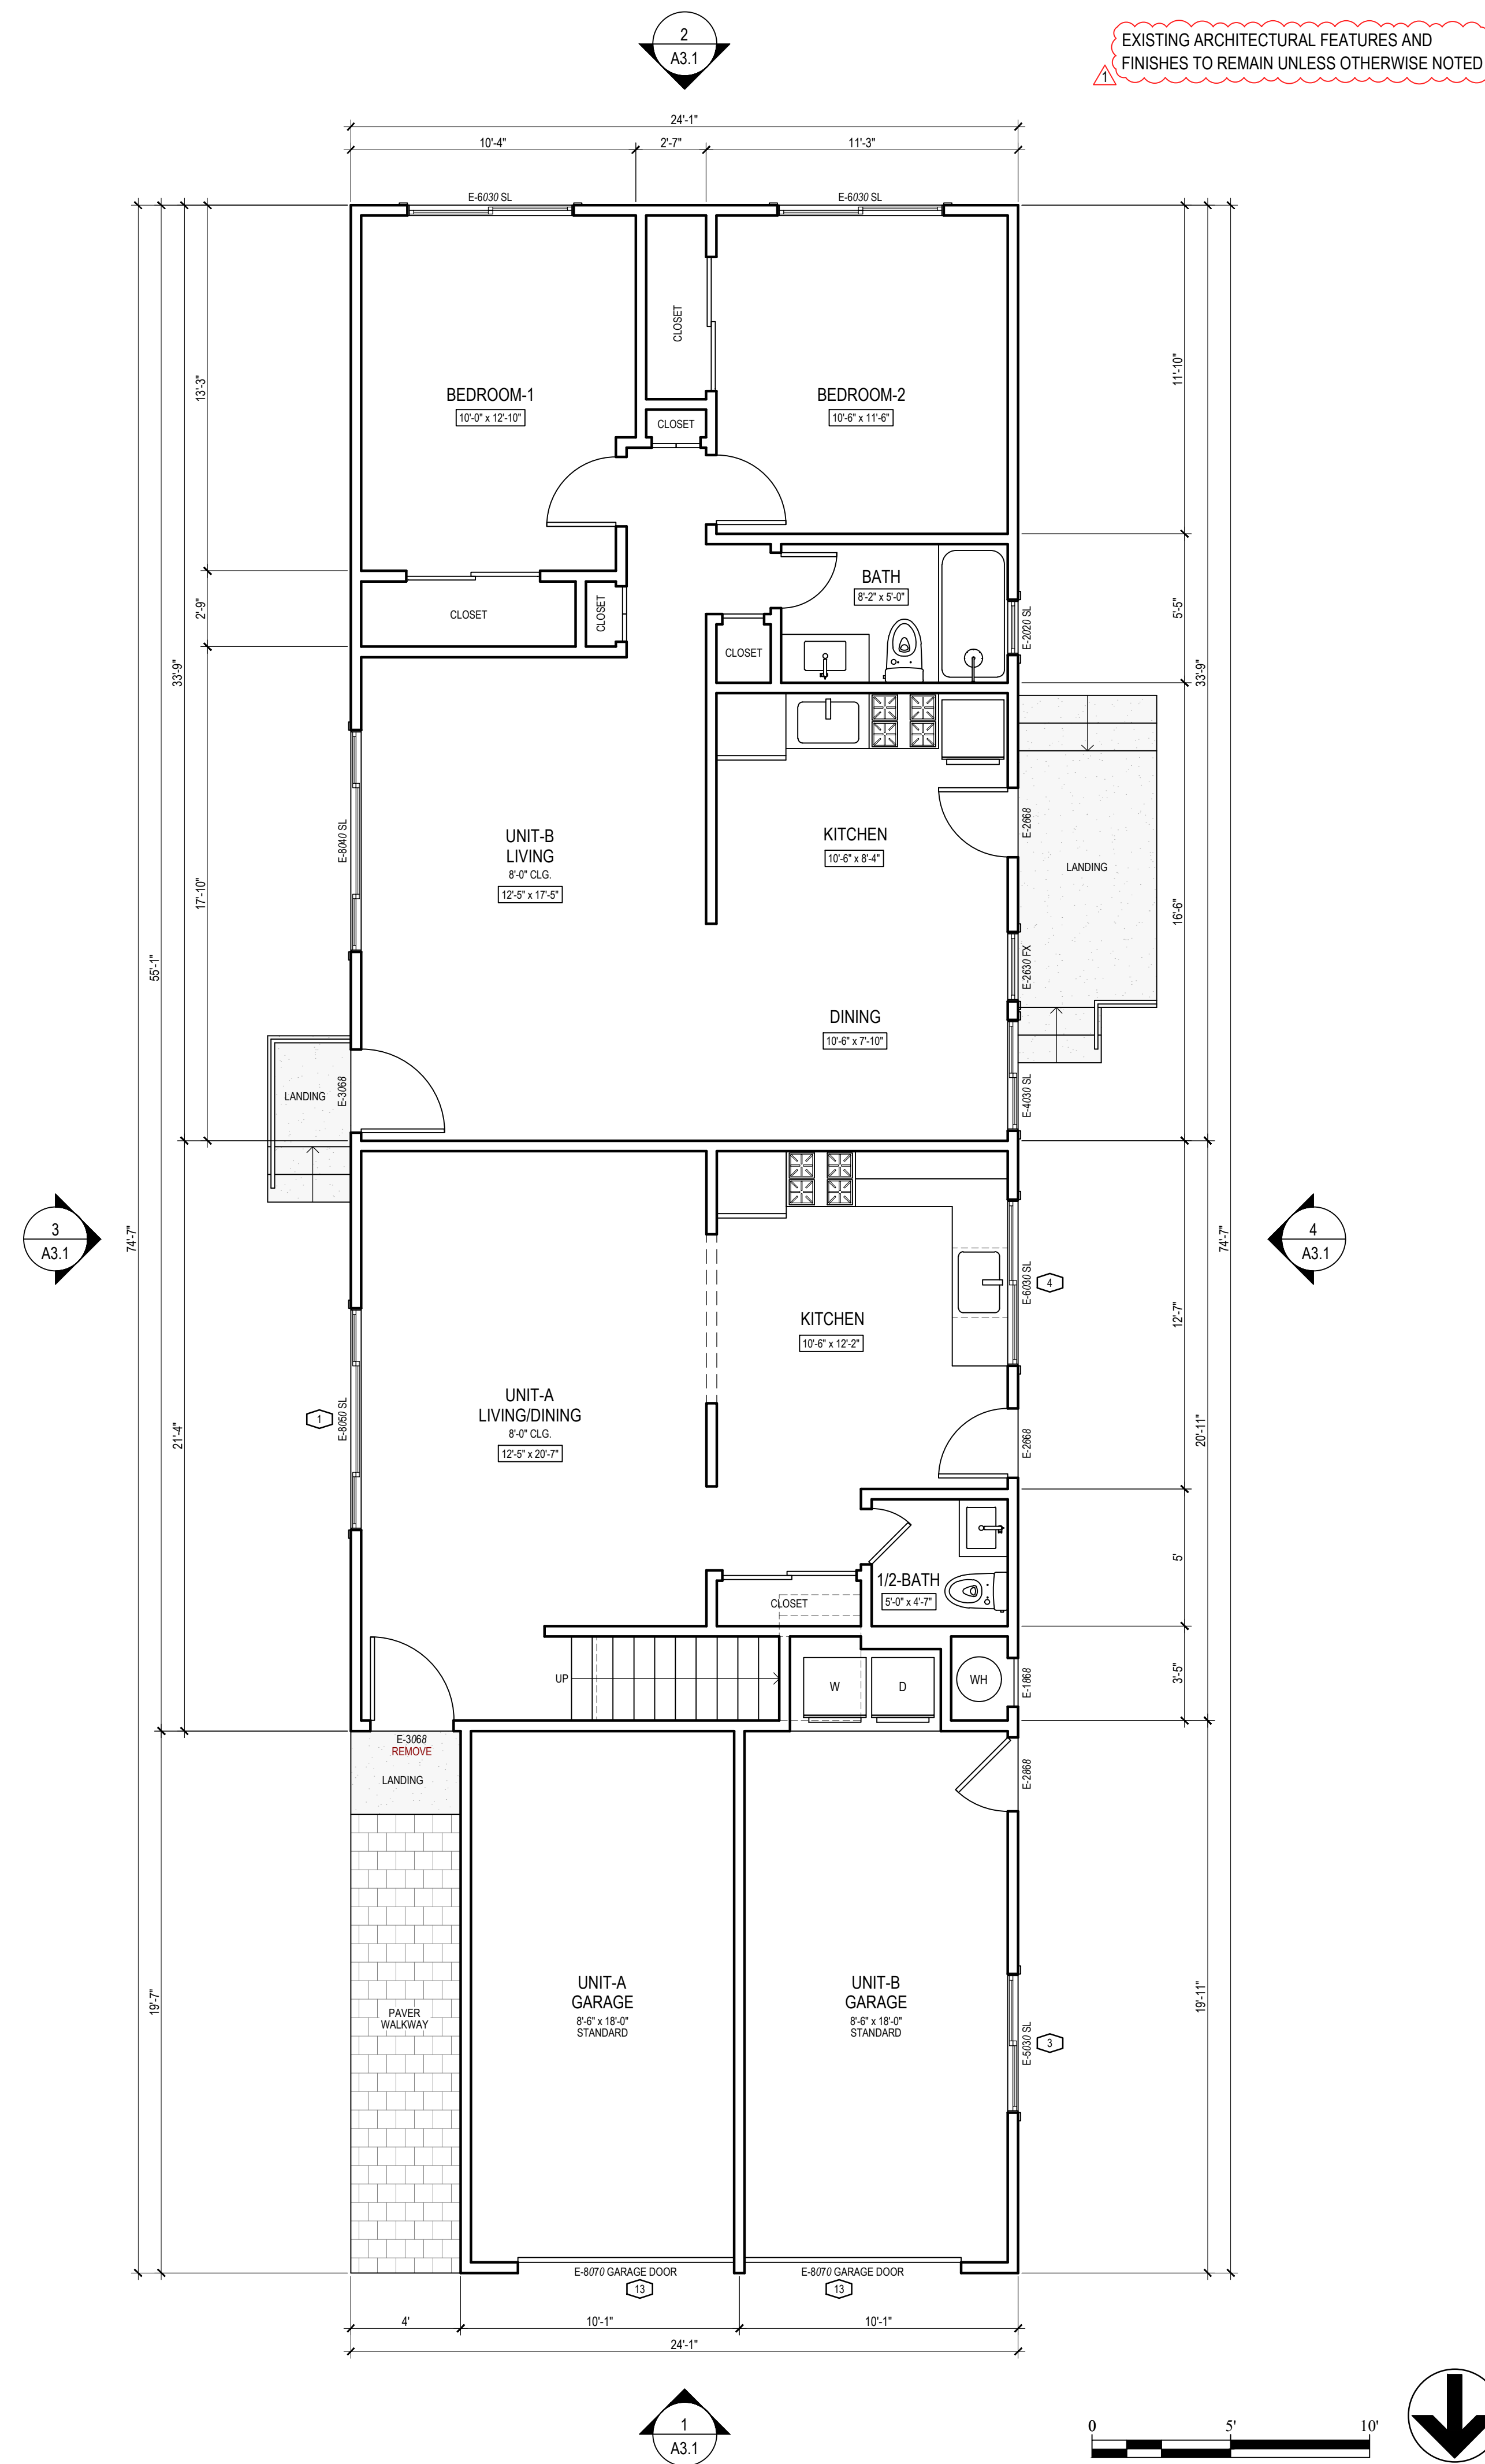 2
A3.1
EXISTING ARCHITECTURAL FEATURES AND
FINISHES TO REMAIN UNLESS OTHERWISE NOTED
1
24'-1"
10'-4"
2'-7"
11'-3"
E-6030 SL
E-6030 SL
CLOSET
13'-3"
11'-10"
BEDROOM-1
10'-0" x 12'-10"
BEDROOM-2
10'-6" x 11'-6"
CLOSET
BATH
8'-2" x 5'-0"
2'-9"
CLOSET
CLOSET
5'-5"
E-2020 SL
CLOSET
33'-9"
33'-9"
E-8040 SL
UNIT-B
LIVING
8'-0" CLG.
12'-5" x 17'-5"
KITCHEN
10'-6" x 8'-4"
E-2668
LANDING
17'-10"
16'-6"
55'-1"
E-2630 FX
DINING
10'-6" x 7'-10"
LANDING
E-3068
E-4030 SL
3
A3.1
74'-7"
74'-7"
4
A3.1
E-6030 SL
4
KITCHEN
10'-6" x 12'-2"
12'-7"
UNIT-A
LIVING/DINING
8'-0" CLG.
12'-5" x 20'-7"
1
E-8050 SL
21'-4"
E-2668
20'-11"
5'
1/2-BATH
5'-0" x 4'-7"
CLOSET
UP
W
D
WH
E-1868
3'-5"
E-3068
REMOVE
LANDING
E-2868
UNIT-A
GARAGE
8'-6" x 18'-0"
STANDARD
UNIT-B
GARAGE
8'-6" x 18'-0"
STANDARD
19'-7"
PAVER
WALKWAY
19'-11"
E-5030 SL
3
E-8070 GARAGE DOOR
13
E-8070 GARAGE DOOR
13
4'
10'-1"
10'-1"
24'-1"
1
A3.1
0
5'
10'